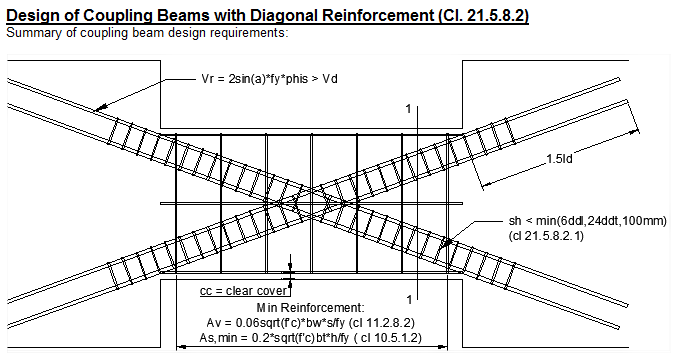 Design of Coupling Beams with Diagonal Reinforcement (Cl. 21.5.8.2)
Summary of coupling beam design requirements:
Vr = 2sin(a)*fy*phis > Vd
1
1.5ld
sh < min(6ddl,24ddt,100mm)
(cl 21.5.8.2.1)
cc = clear cover
1
Min Reinforcement:
Av = 0.06sqrt(f'c)*bw*s/fy (cl 11.2.8.2)
As,min = 0.2*sqrt(f'c)bt*h/fy ( cl 10.5.1.2)